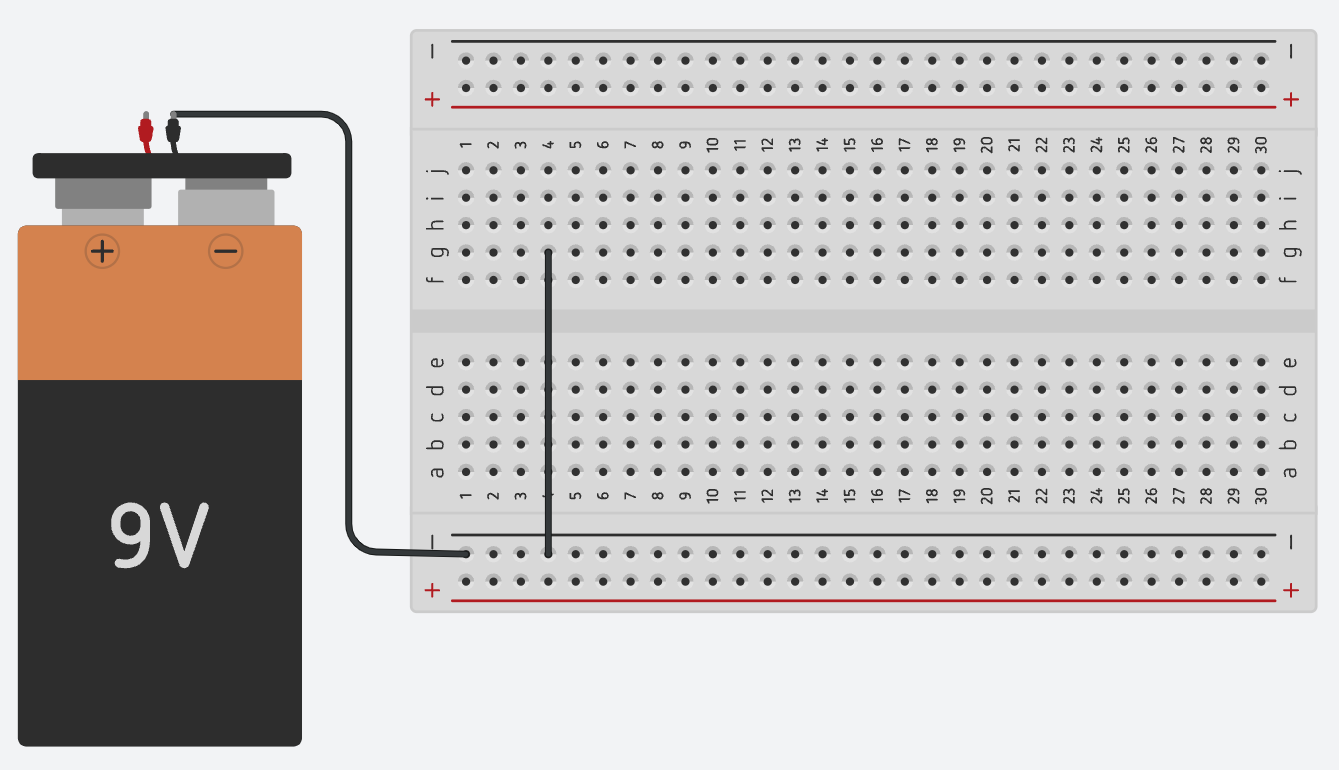 − −
+ +
1 2 3 4 5 6 7 8 9 10 11 12 13 14 15 16 17 18 19 20 21 22 23 24 25 26 27 28 29 30
j j
i i
h h
g g
f f
+ −
e e
d d
c c
b b
a a
1 2 3 4 5 6 7 8 9 10 11 12 13 14 15 16 17 18 19 20 21 22 23 24 25 26 27 28 29 30
9V
− −
+ +